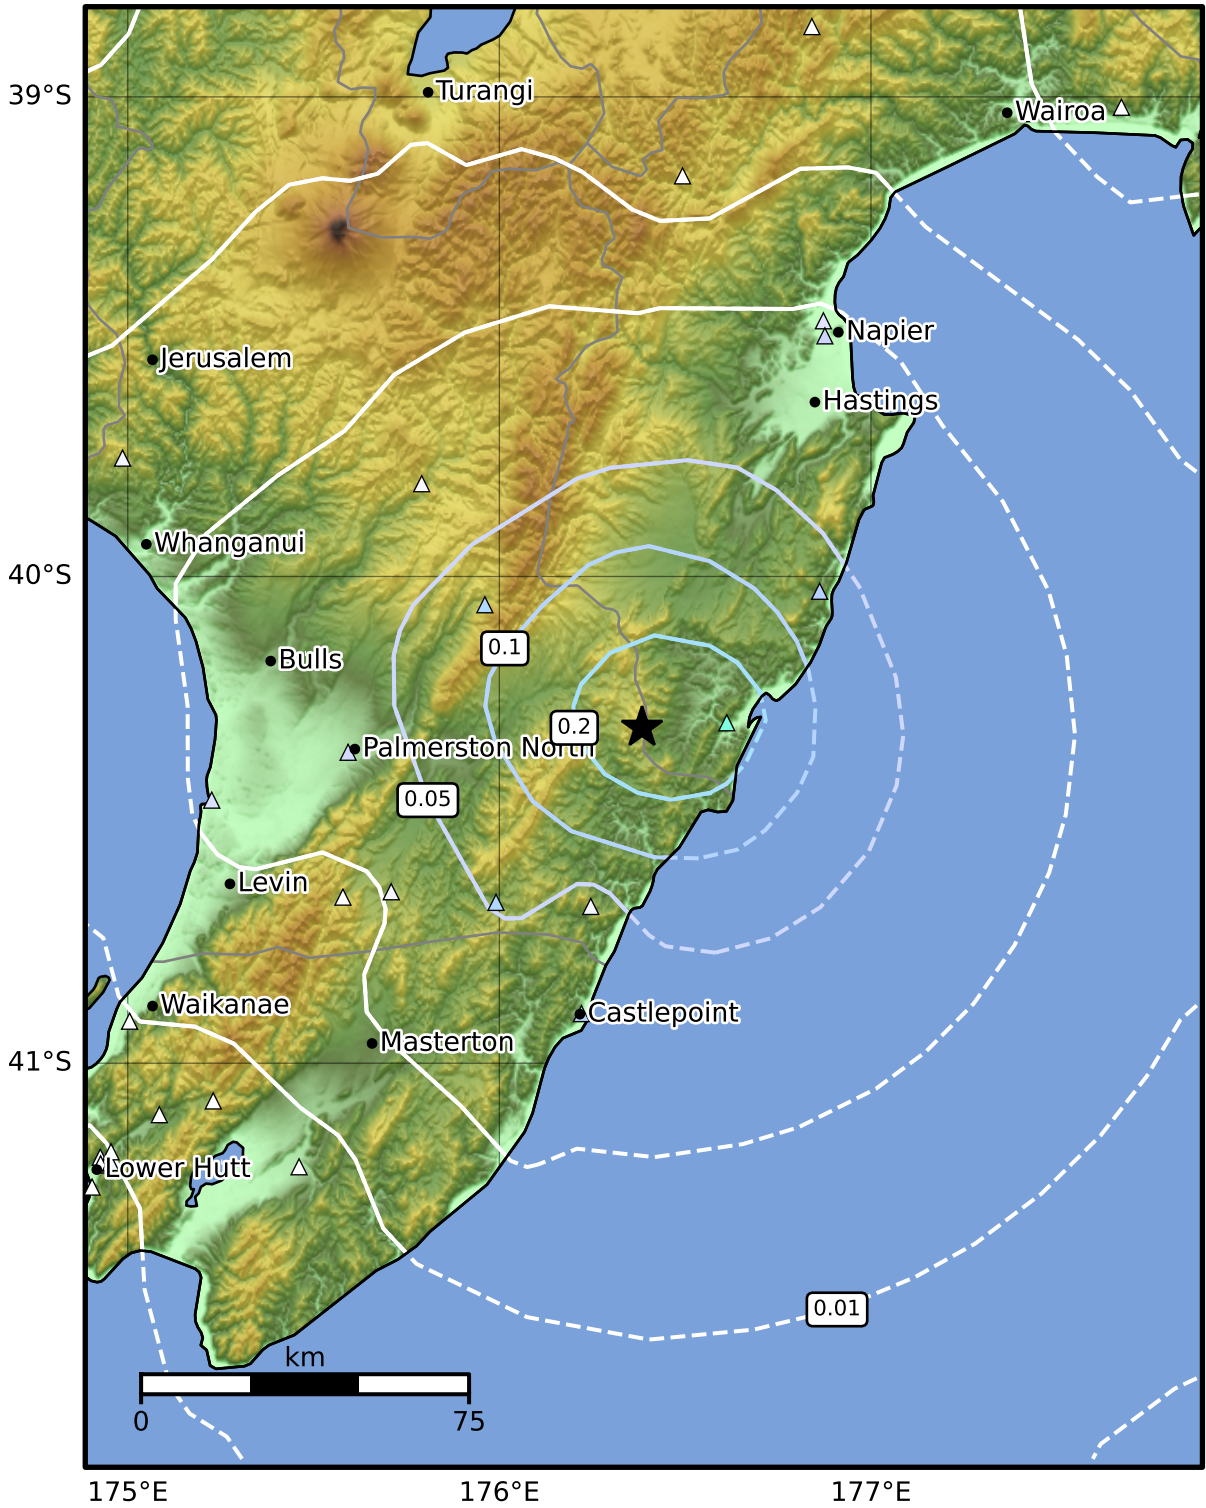 Turangi
39°S
Wairoa
Napier
Jerusalem
Hastings
Whanganui
40°S
0.1
Bulls
0.2
Palmerston North
0.05
Levin
Waikanae
Castlepoint
Masterton
41°S
Lower Hutt
0.01
km
0
75
175°E
176°E
177°E